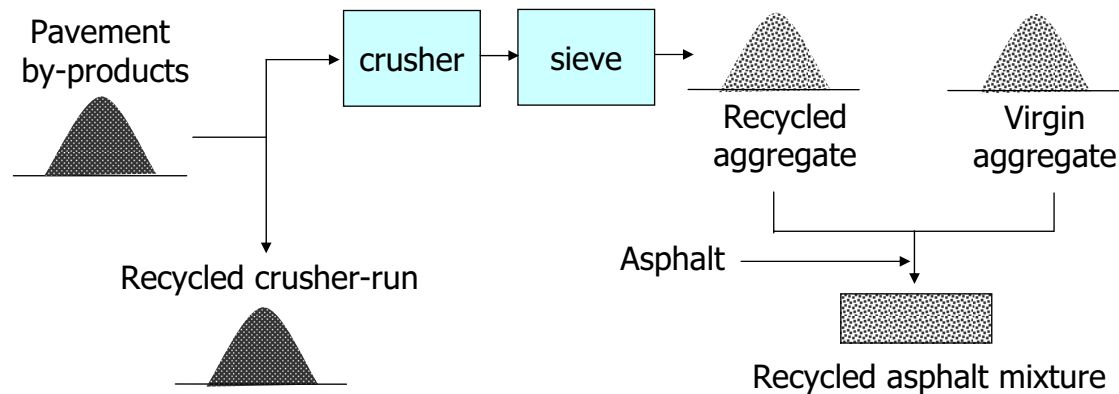 Pavement
by-products
crusher
sieve
Recycled
aggregate
Virgin
aggregate
Recycled crusher-run
Asphalt
Recycled asphalt mixture